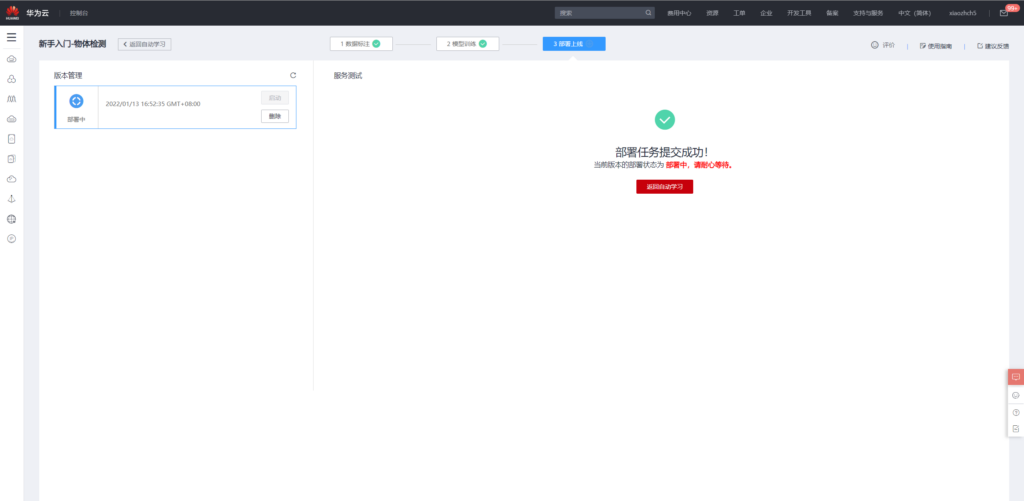 HUAWEI
华为云
控制台
搜索
费用中心
资源
工单
企业
开发工具
备案
支持与服务
中文（简体）
xiaozhch5
99+
新手入门-物体检测
返回自动学习
1 数据标注
2 模型训练
3 部署上线
评价
使用指南
建议反馈
版本管理
服务测试
部署中
2022/01/13 16:52:35 GMT+08:00
启动
删除
部署任务提交成功！
当前版本的部署状态为 部署中，请耐心等待。
返回自动学习